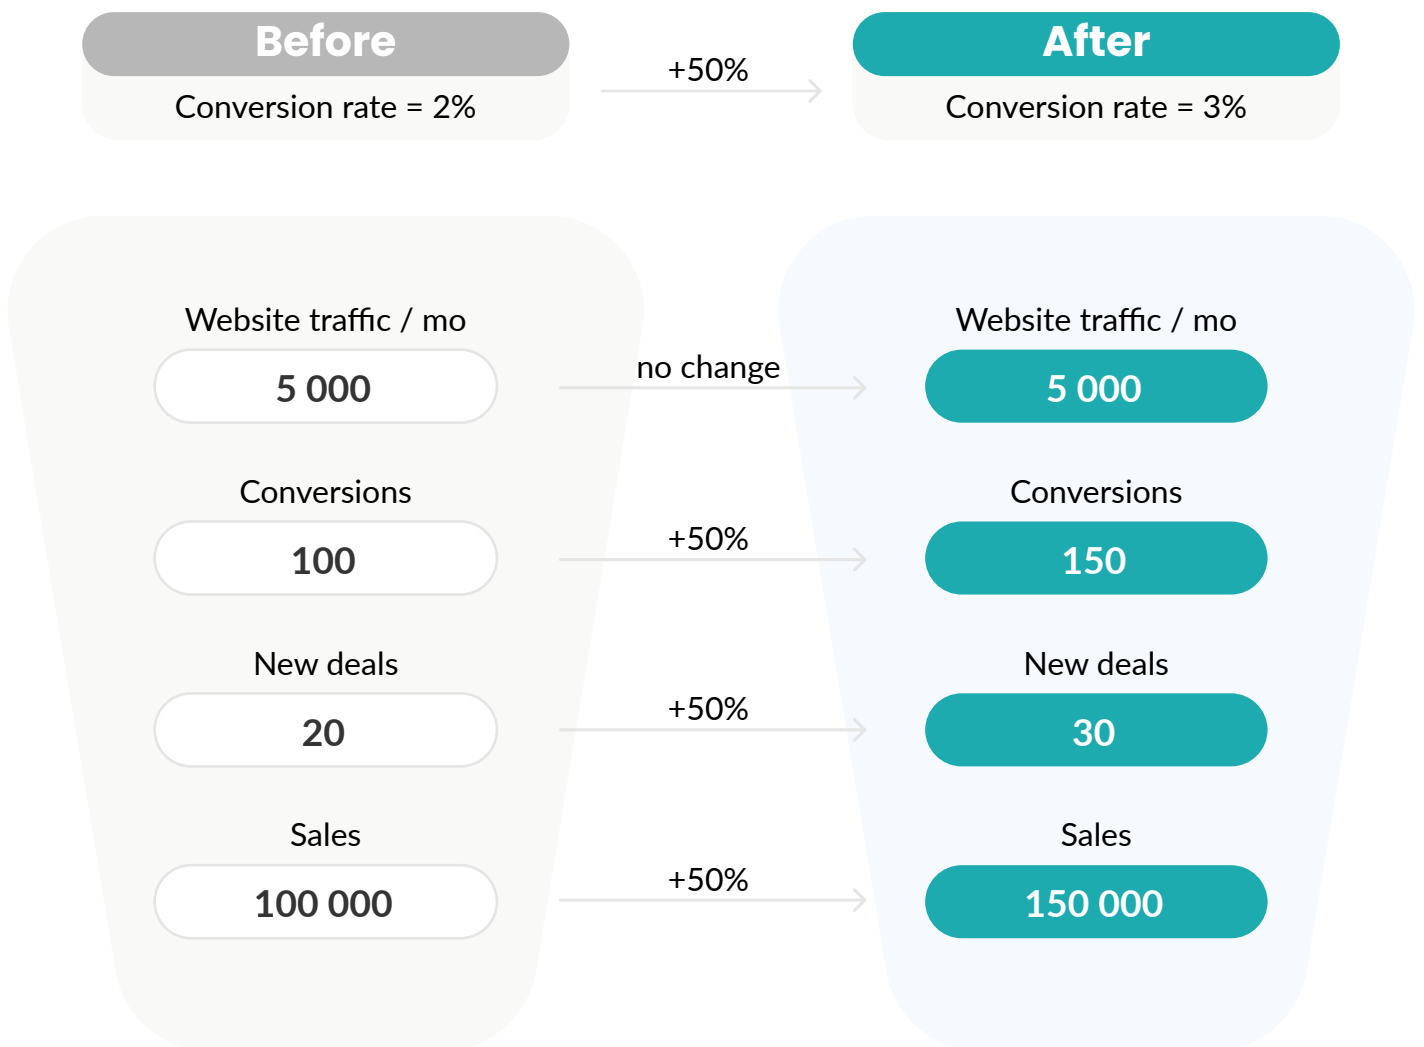 Before
Conversion rate = 2%
+50%
After
Conversion rate = 3%
Website traffic / mo
5 000
no change
Website traffic / mo
5 000
Conversions
100
+50%
Conversions
150
New deals
20
+50%
New deals
30
Sales
100 000
+50%
Sales
150 000